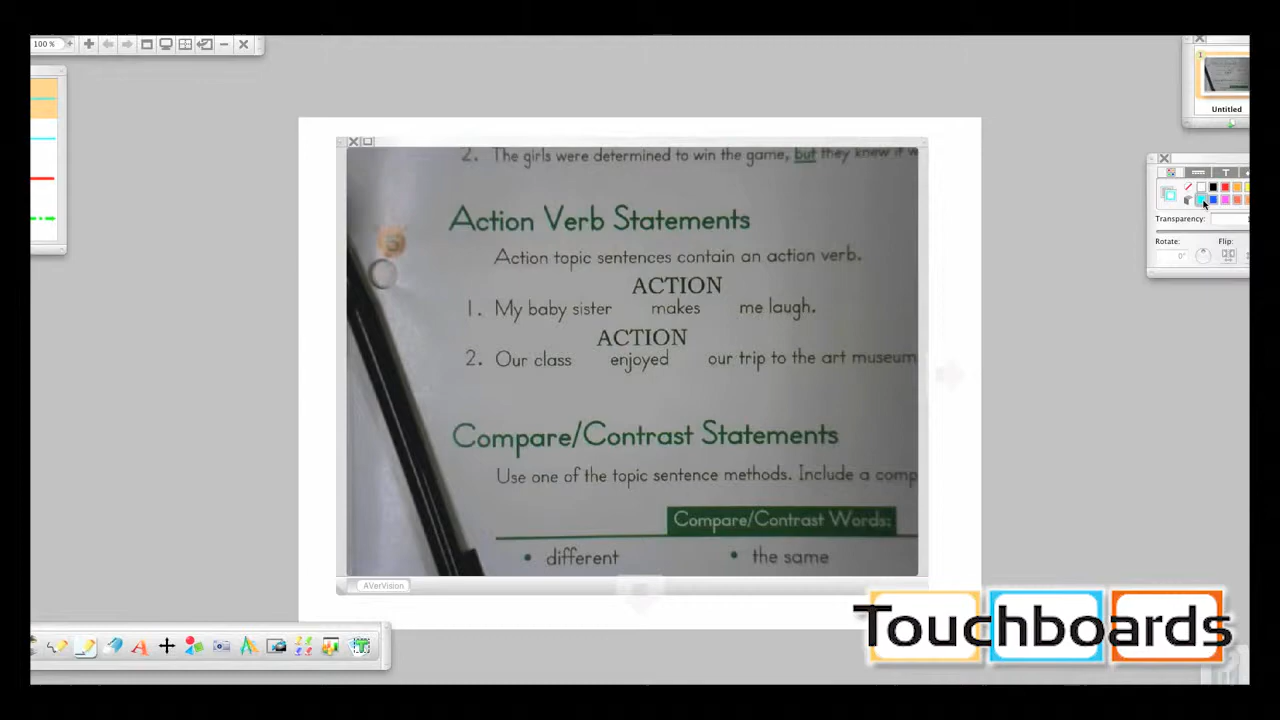 100 %
1
Untitled
2. The girls were determined to win the game, but they knew it w
Action Verb Statements
Action topic sentences contain an action verb.
ACTION
1. My baby sister makes me laugh.
ACTION
2. Our class enjoyed our trip to the art museum
Compare/Contrast Statements
Use one of the topic sentence methods. Include a comp
Compare/Contrast Words:
• different • the same
AVerVision
T
Transparency:
Rotate: Flip:
0°
A
T
Touchboards